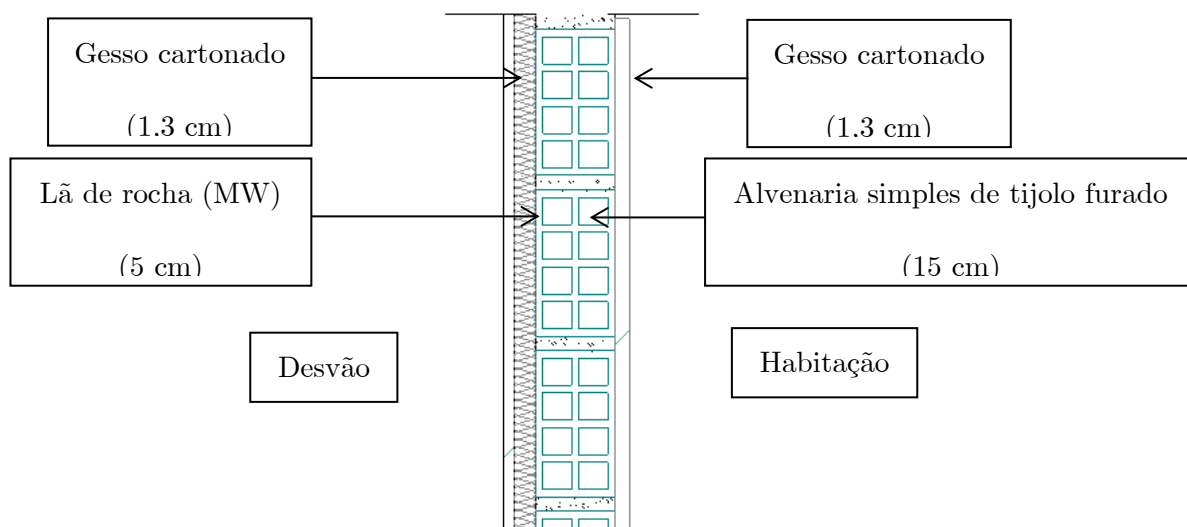 Gesso cartonado
(1.3 cm)
Gesso cartonado
(1.3 cm)
Lã de rocha (MW)
(5 cm)
Alvenaria simples de tijolo furado
(15 cm)
Desvão
Habitação